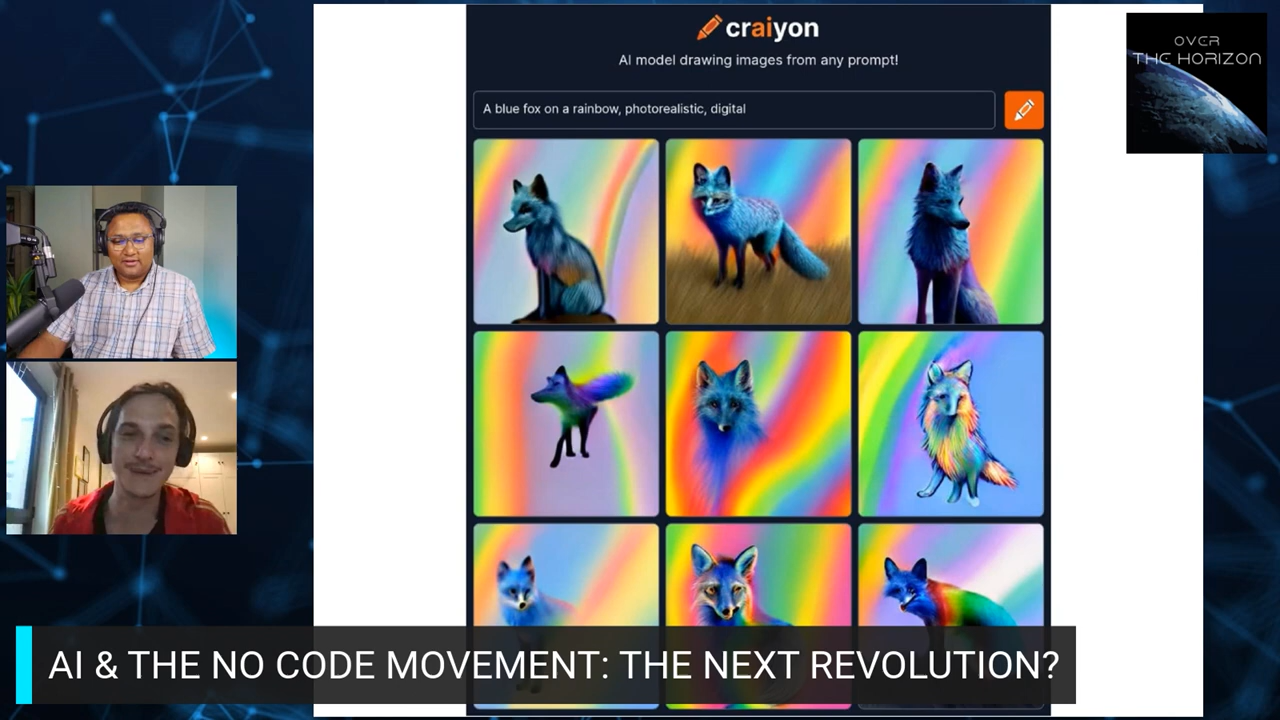 craiyon
AI model drawing images from any prompt!
A blue fox on a rainbow, photorealistic, digital
OVER
THE HORIZON
AI & THE NO CODE MOVEMENT: THE NEXT REVOLUTION?